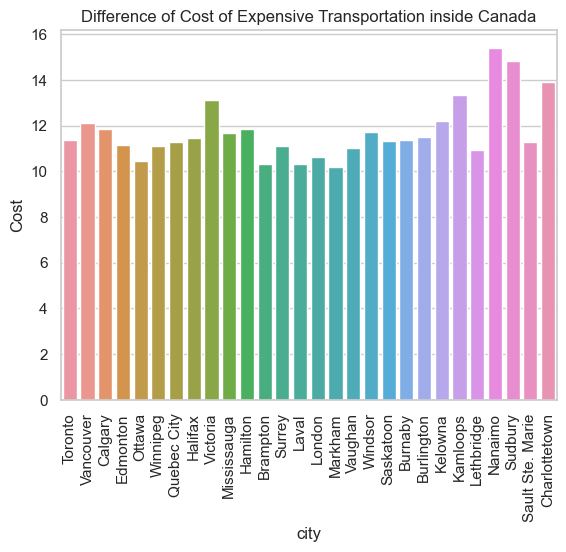 Difference of Cost of Expensive Transportation inside Canada
16
14
12
10
8
6
4
2
0
Cost
Toronto
Vancouver
Calgary
Edmonton
Ottawa
Winnipeg
Quebec City
Halifax
Victoria
Mississauga
Hamilton
Brampton
Surrey
Laval
London
Markham
Vaughan
Windsor
Saskatoon
Burnaby
Burlington
Kelowna
Kamloops
Lethbridge
Nanaimo
Sudbury
Sault Ste. Marie
Charlottetown
city